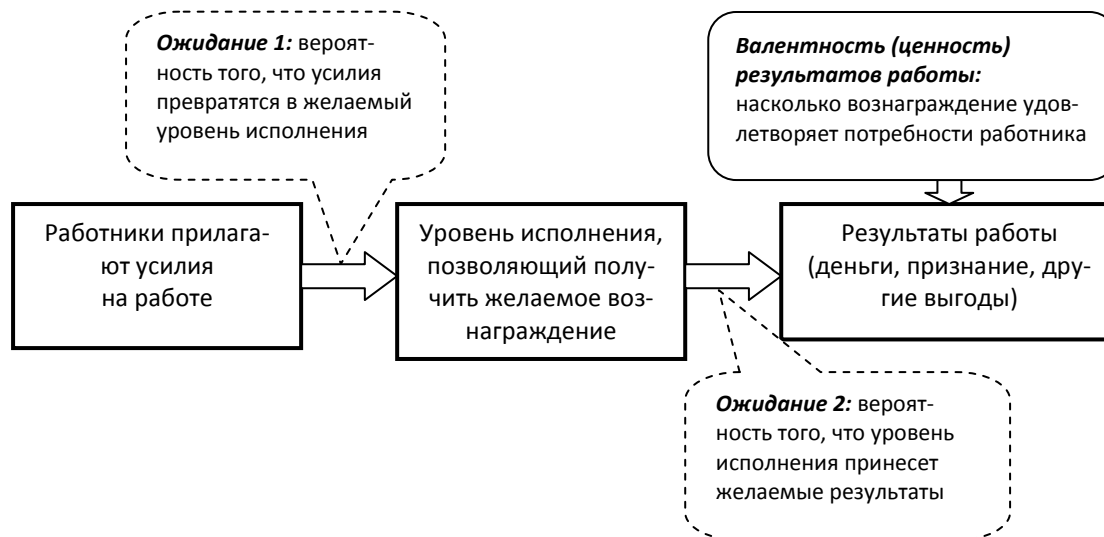 Ожидание 1: вероят-
ность того, что усилия
превратятся в желаемый
уровень исполнения
Валентность (ценность)
результатов работы:
насколько вознаграждение удов-
летворяет потребности работника
Работники прилага-
ют усилия
на работе
Уровень исполнения,
позволяющий полу-
чить желаемое воз-
награждение
Результаты работы
(деньги, признание, дру-
гие выгоды)
Ожидание 2: вероят-
ность того, что уровень
исполнения принесет
желаемые результаты